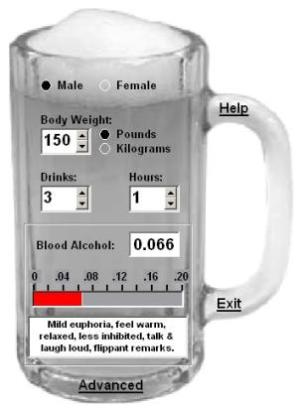 Male Female
Help
Body Weight:
150 Pounds
Kilograms
Drinks: Hours:
3 1
Blood Alcohol: 0.066
0 .04 .08 .12 .16 .20
Mild euphoria, feel warm,
relaxed, less inhibited, talk &
laugh loud, flippant remarks.
Exit
Advanced